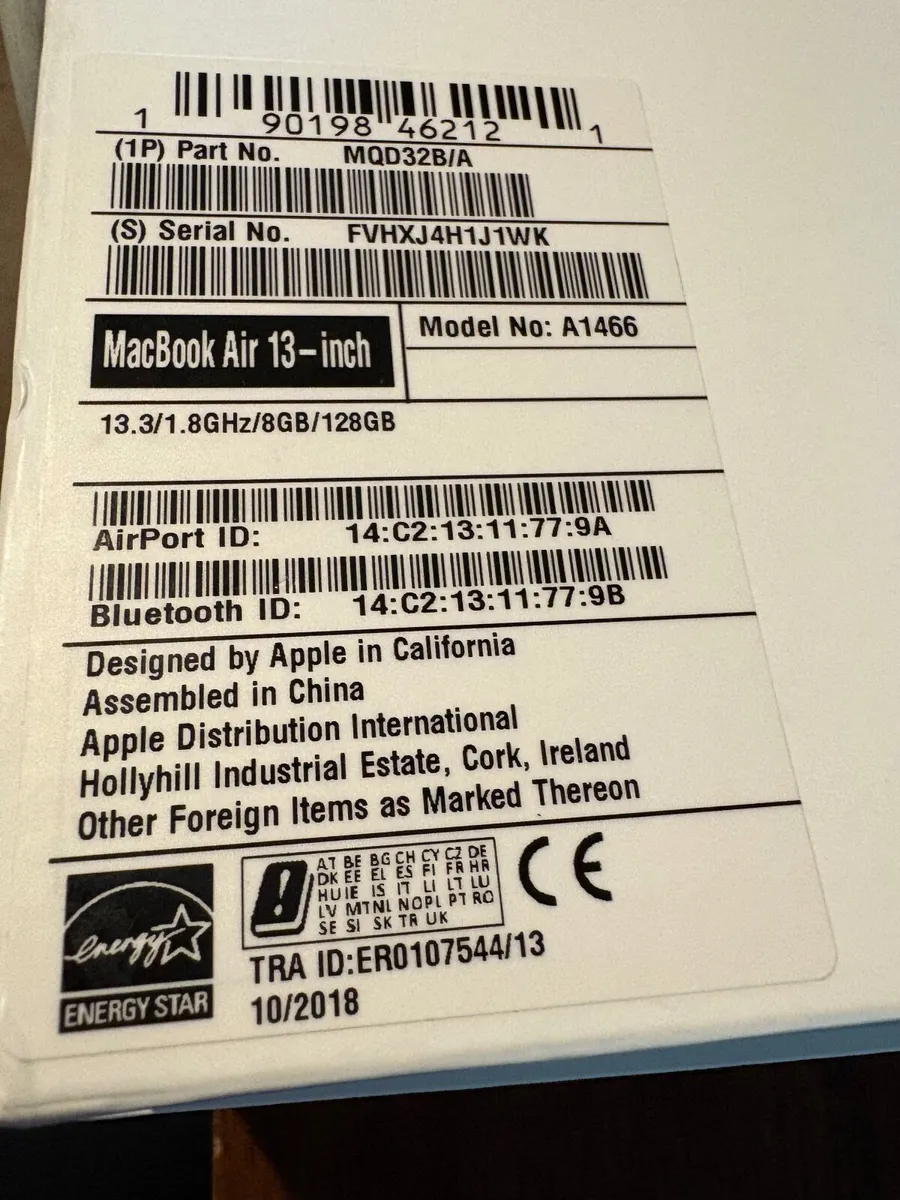 1 90198 46212 1
(1P) Part No. MQD32B/A
(S) Serial No. FVHXJ4H1J1WK
MacBook Air 13-inch
Model No: A1466
13.3/1.8GHz/8GB/128GB
AirPort ID: 14:C2:13:11:77:9A
Bluetooth ID: 14:C2:13:11:77:9B
Designed by Apple in California
Assembled in China
Apple Distribution International
Hollyhill Industrial Estate, Cork, Ireland
Other Foreign Items as Marked Thereon
energy
ENERGY STAR
!
AT BE BG CH CY CZ DE
DK EE EL ES FI FR HR
HU IE IS IT LI LT LU
LV MT NL NO PL PT RO
SE SI SK TR UK
CE
TRA ID:ER0107544/13
10/2018